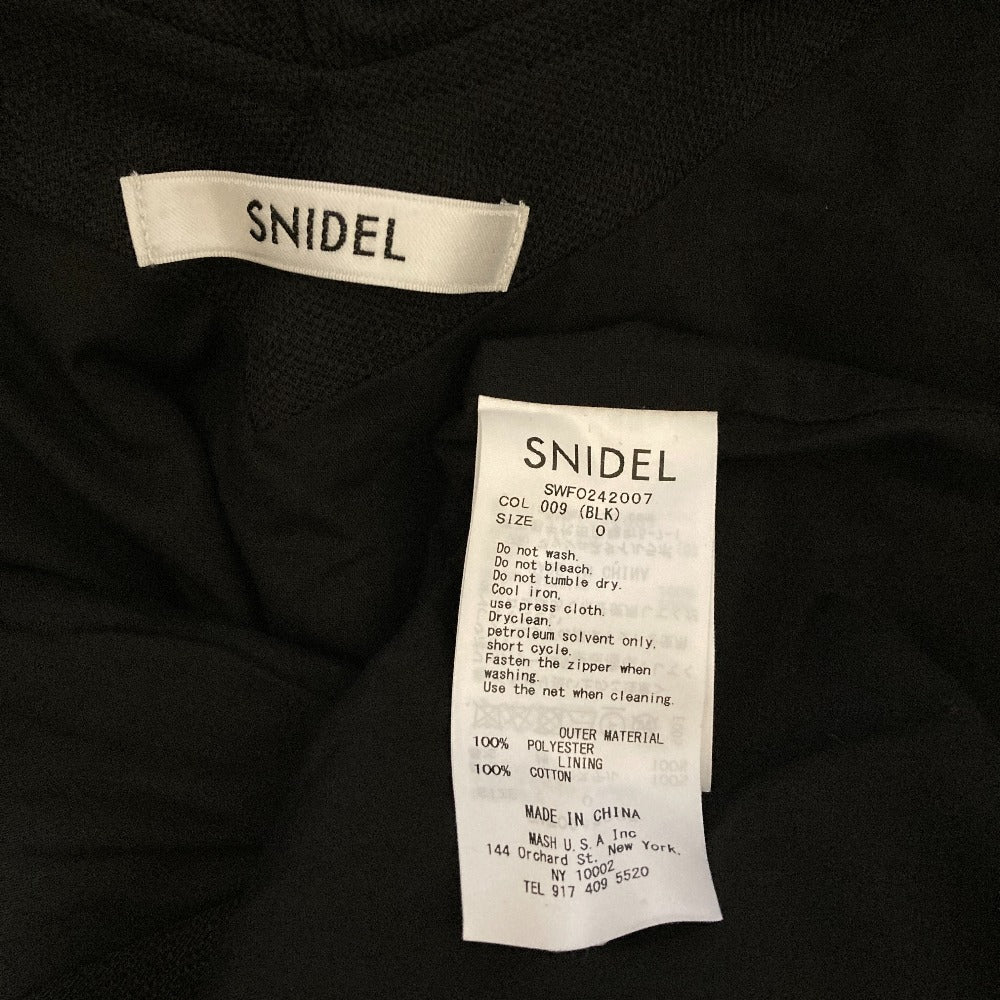 SNIDEL
SNIDEL
SWFO242007
COL 009 (BLK)
SIZE 0
Do not wash.
Do not bleach.
Do not tumble dry.
Cool iron,
use press cloth.
Dryclean,
petroleum solvent only,
short cycle.
Fasten the zipper when
washing.
Use the net when cleaning.
OUTER MATERIAL
100% POLYESTER
LINING
100% COTTON
MADE IN CHINA
MASH U.S.A Inc
144 Orchard St. New York,
NY 10002
TEL 917 409 5520